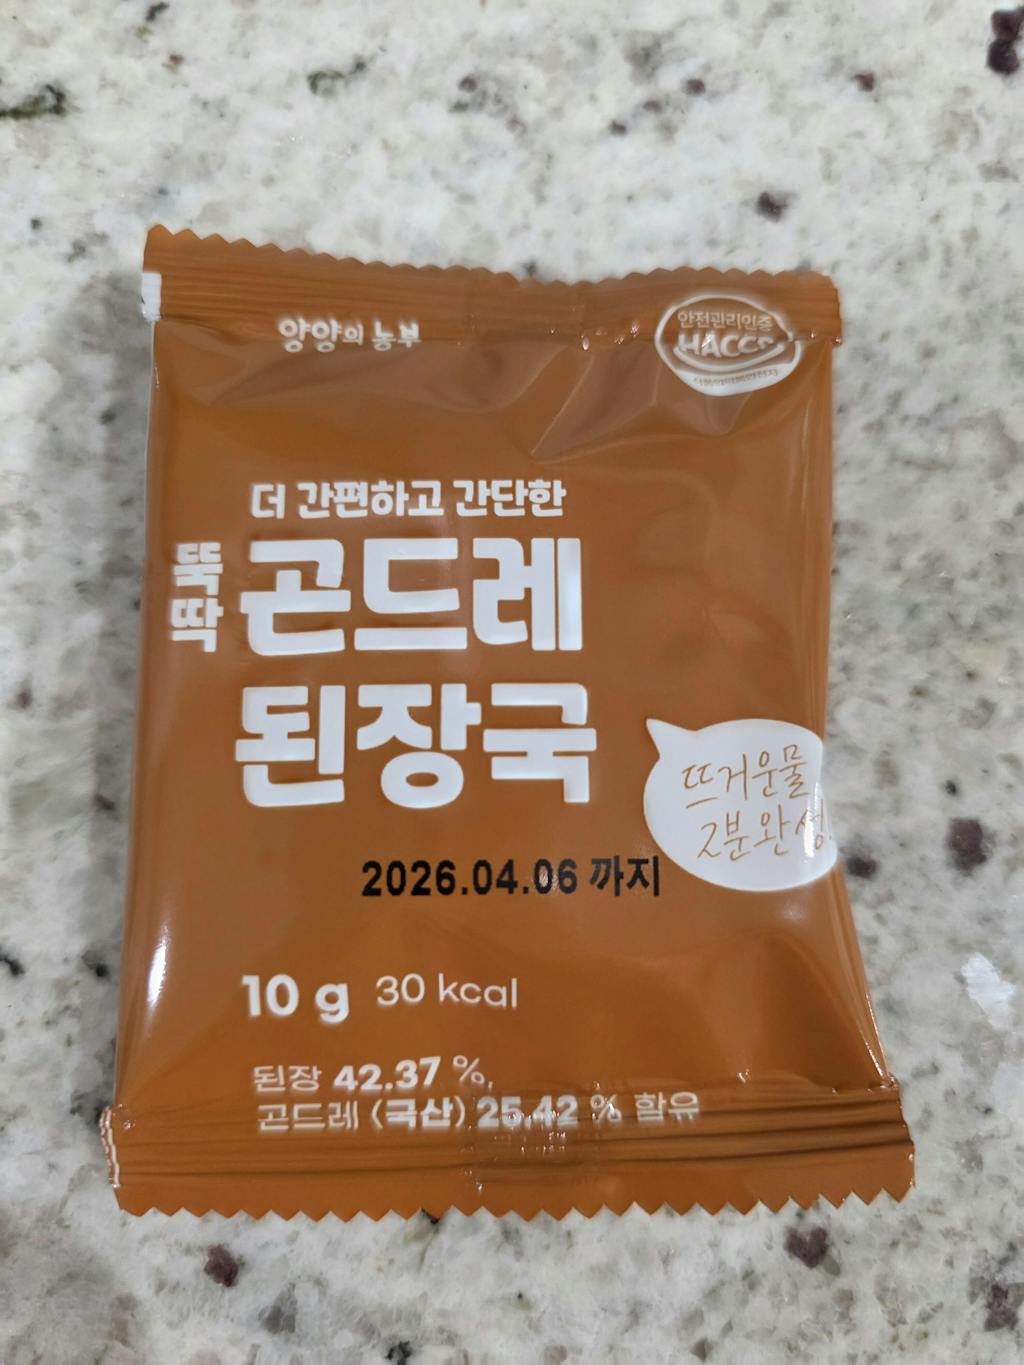 양양의 농부
안전관리인증
HACCP
더 간편하고 간단한
뚝딱
곤드레
된장국
뜨거운물
2분완성!
2026.04.06 까지
10 g 30 kcal
된장 42.37 %,
곤드레 (국산) 25.42 % 함유